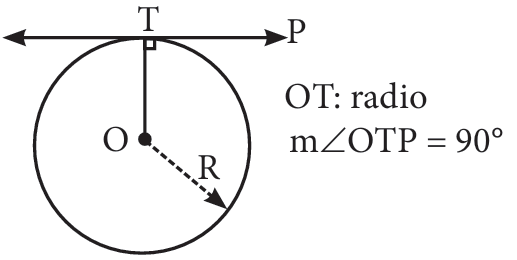 T
P
O
R
OT: radio
m∠OTP = 90°